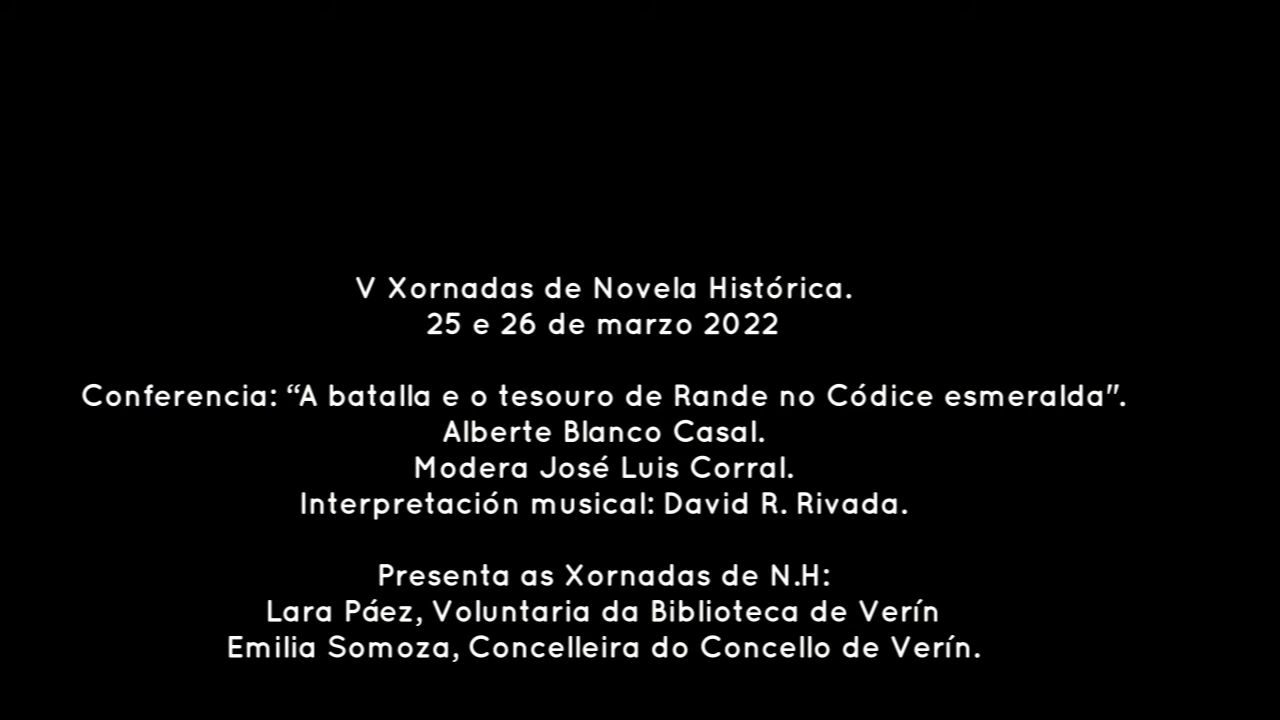 V Xornadas de Novela Histórica.
25 e 26 de marzo 2022
Conferencia: “A batalla e o tesouro de Rande no Códice esmeralda”.
Alberte Blanco Casal.
Modera José Luis Corral.
Interpretación musical: David R. Rivada.
Presenta as Xornadas de N.H:
Lara Páez, Voluntaria da Biblioteca de Verín
Emilia Somoza, Concelleira do Concello de Verín.